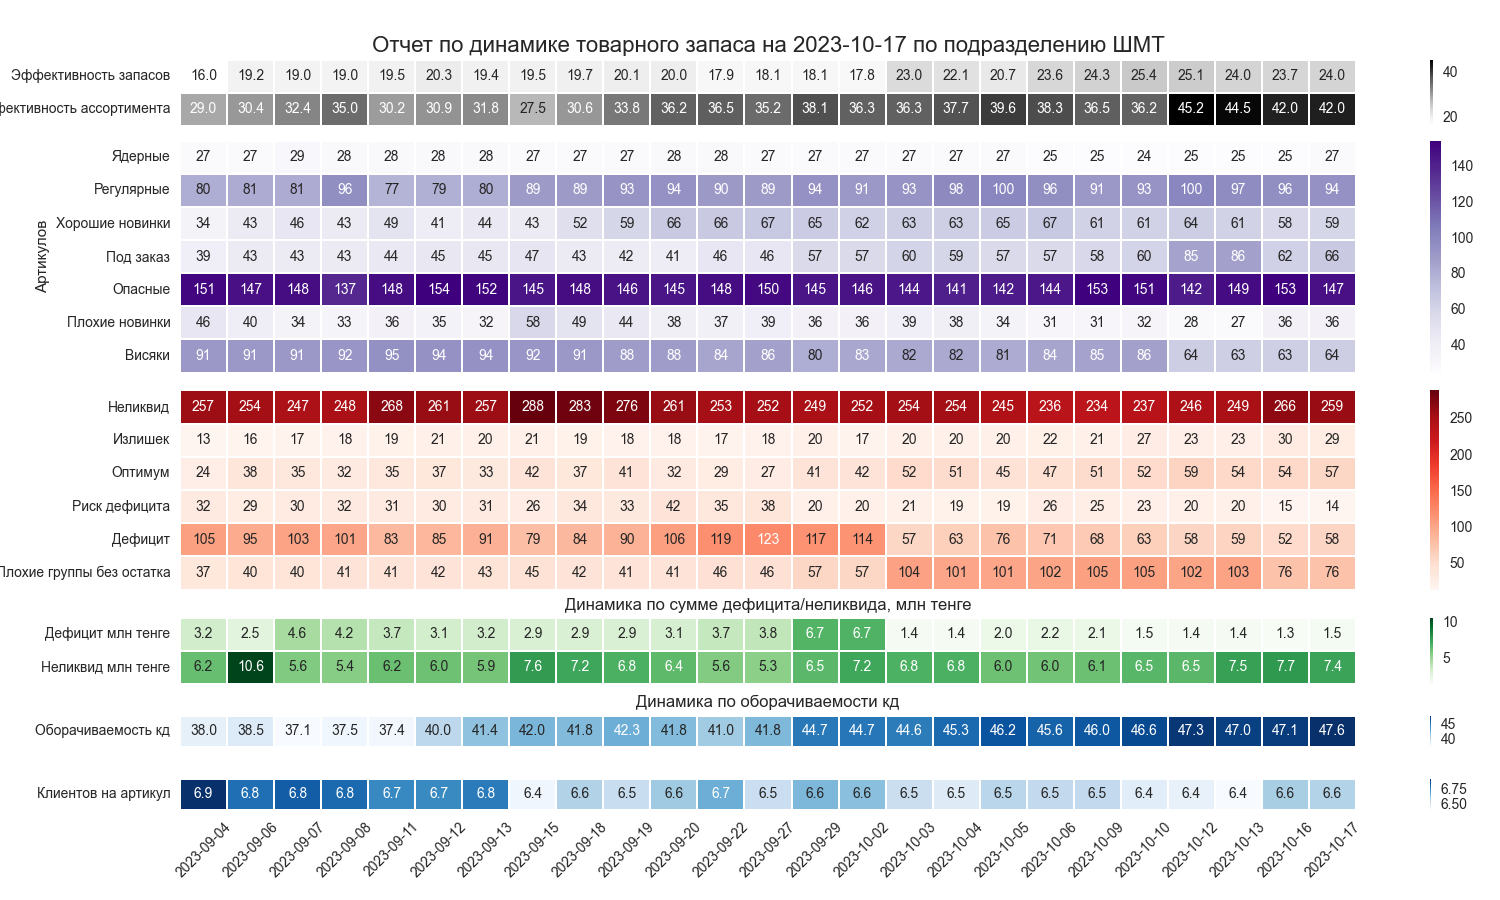 Отчет по динамике товарного запаса на 2023-10-17 по подразделению ШМТ
Эффективность запасов 16.0 19.2 19.0 19.0 19.5 20.3 19.4 19.5 19.7 20.1 20.0 17.9 18.1 18.1 17.8 23.0 22.1 20.7 23.6 24.3 25.4 25.1 24.0 23.7 24.0
фективность ассортимента 29.0 30.4 32.4 35.0 30.2 30.9 31.8 27.5 30.6 33.8 36.2 36.5 35.2 38.1 36.3 36.3 37.7 39.6 38.3 36.5 36.2 45.2 44.5 42.0 42.0
40
20
Артикулов
Ядерные 27 27 29 28 28 28 28 27 27 27 28 28 27 27 27 27 27 27 25 25 24 25 25 25 27
Регулярные 80 81 81 96 77 79 80 89 89 93 94 90 89 94 91 93 98 100 96 91 93 100 97 96 94
Хорошие новинки 34 43 46 43 49 41 44 43 52 59 66 66 67 65 62 63 63 65 67 61 61 64 61 58 59
Под заказ 39 43 43 43 44 45 45 47 43 42 41 46 46 57 57 60 59 57 57 58 60 85 86 62 66
Опасные 151 147 148 137 148 154 152 145 148 146 145 148 150 145 146 144 141 142 144 153 151 142 149 153 147
Плохие новинки 46 40 34 33 36 35 32 58 49 44 38 37 39 36 36 39 38 34 31 31 32 28 27 36 36
Висяки 91 91 91 92 95 94 94 92 91 88 88 84 86 80 83 82 82 81 84 85 86 64 63 63 64
140
120
100
80
60
40
Неликвид 257 254 247 248 268 261 257 288 283 276 261 253 252 249 252 254 254 245 236 234 237 246 249 266 259
Излишек 13 16 17 18 19 21 20 21 19 18 18 17 18 20 17 20 20 20 22 21 27 23 23 30 29
Оптимум 24 38 35 32 35 37 33 42 37 41 32 29 27 41 42 52 51 45 47 51 52 59 54 54 57
Риск дефицита 32 29 30 32 31 30 31 26 34 33 42 35 38 20 20 21 19 19 26 25 23 20 20 15 14
Дефицит 105 95 103 101 83 85 91 79 84 90 106 119 123 117 114 57 63 76 71 68 63 58 59 52 58
Плохие группы без остатка 37 40 40 41 41 42 43 45 42 41 41 46 46 57 57 104 101 101 102 105 105 102 103 76 76
250
200
150
100
50
Динамика по сумме дефицита/неликвида, млн тенге
Дефицит млн тенге 3.2 2.5 4.6 4.2 3.7 3.1 3.2 2.9 2.9 2.9 3.1 3.7 3.8 6.7 6.7 1.4 1.4 2.0 2.2 2.1 1.5 1.4 1.4 1.3 1.5
Неликвид млн тенге 6.2 10.6 5.6 5.4 6.2 6.0 5.9 7.6 7.2 6.8 6.4 5.6 5.3 6.5 7.2 6.8 6.8 6.0 6.0 6.1 6.5 6.5 7.5 7.7 7.4
10
5
Динамика по оборачиваемости кд
Оборачиваемость кд 38.0 38.5 37.1 37.5 37.4 40.0 41.4 42.0 41.8 42.3 41.8 41.0 41.8 44.7 44.7 44.6 45.3 46.2 45.6 46.0 46.6 47.3 47.0 47.1 47.6
45
40
Клиентов на артикул 6.9 6.8 6.8 6.8 6.7 6.7 6.8 6.4 6.6 6.5 6.6 6.7 6.5 6.6 6.6 6.5 6.5 6.5 6.5 6.5 6.4 6.4 6.4 6.6 6.6
6.75
6.50
2023-09-04 2023-09-06 2023-09-07 2023-09-08 2023-09-11 2023-09-12 2023-09-13 2023-09-15 2023-09-18 2023-09-19 2023-09-20 2023-09-22 2023-09-27 2023-09-29 2023-10-02 2023-10-03 2023-10-04 2023-10-05 2023-10-06 2023-10-09 2023-10-10 2023-10-12 2023-10-13 2023-10-16 2023-10-17